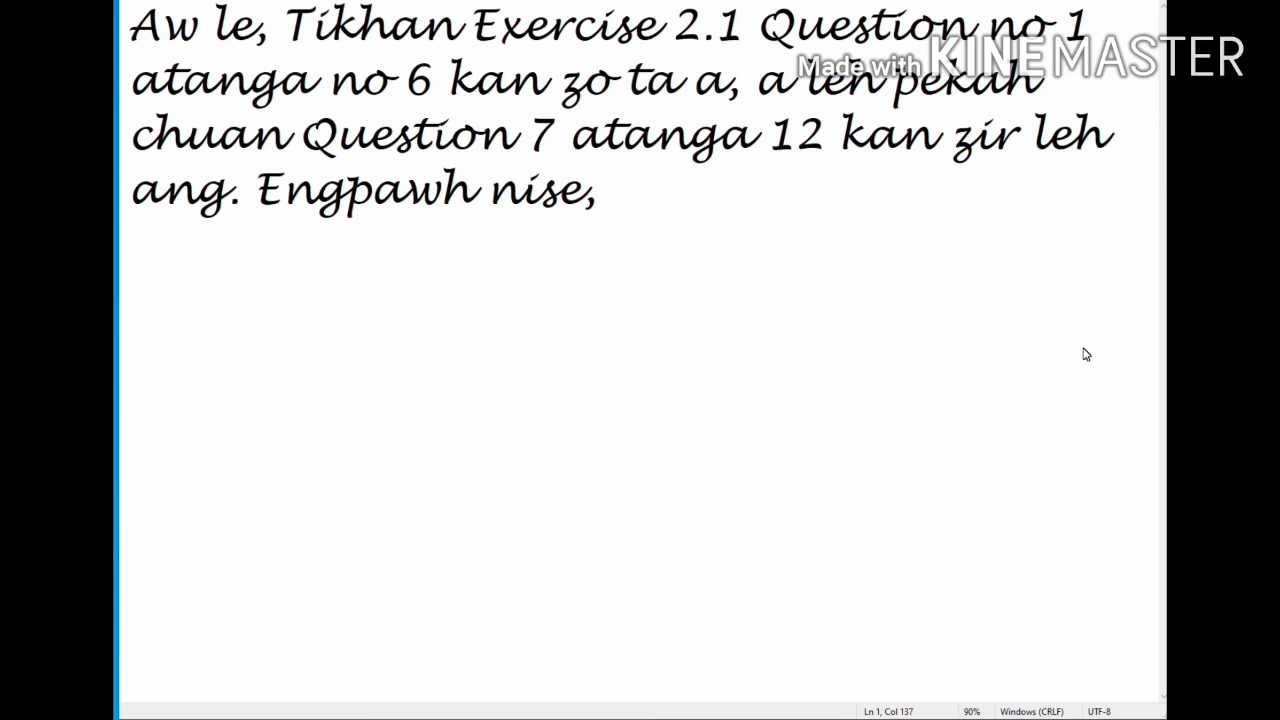 Aw le, Tikhan Exercise 2.1 Question no 1
Made with KINEMASTER
atanga no 6 kan zo ta a, a leh pekah
chuan Question 7 atanga 12 kan zir leh
ang. Engpawh nise,
Ln 1, Col 137 90% Windows (CRLF) UTF-8